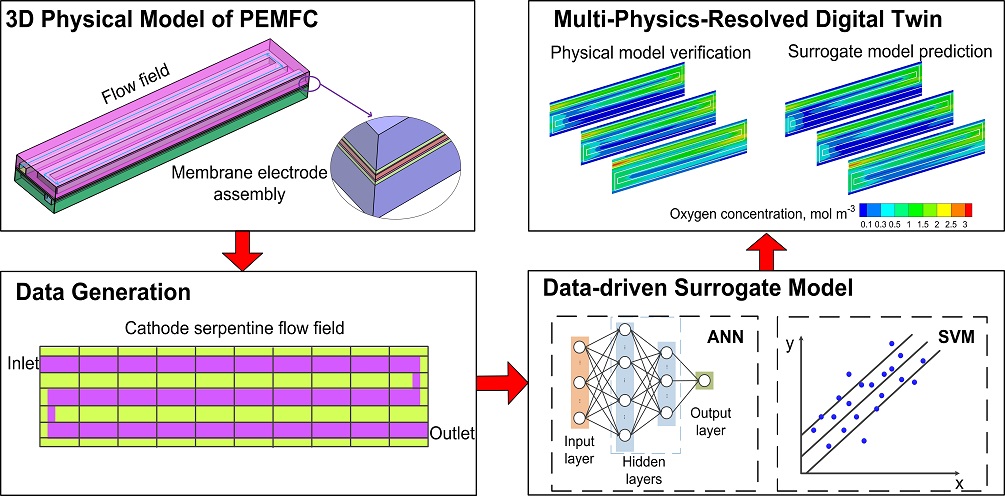 3D Physical Model of PEMFC
Flow field
Membrane electrode
assembly
Multi-Physics-Resolved Digital Twin
Physical model verification
Surrogate model prediction
Oxygen concentration, mol m-3
0.1 0.3 0.5 1 1.5 2 2.5 3
Data Generation
Cathode serpentine flow field
Inlet
Outlet
Data-driven Surrogate Model
ANN
Input
layer
Hidden
layers
Output
layer
SVM
y
x